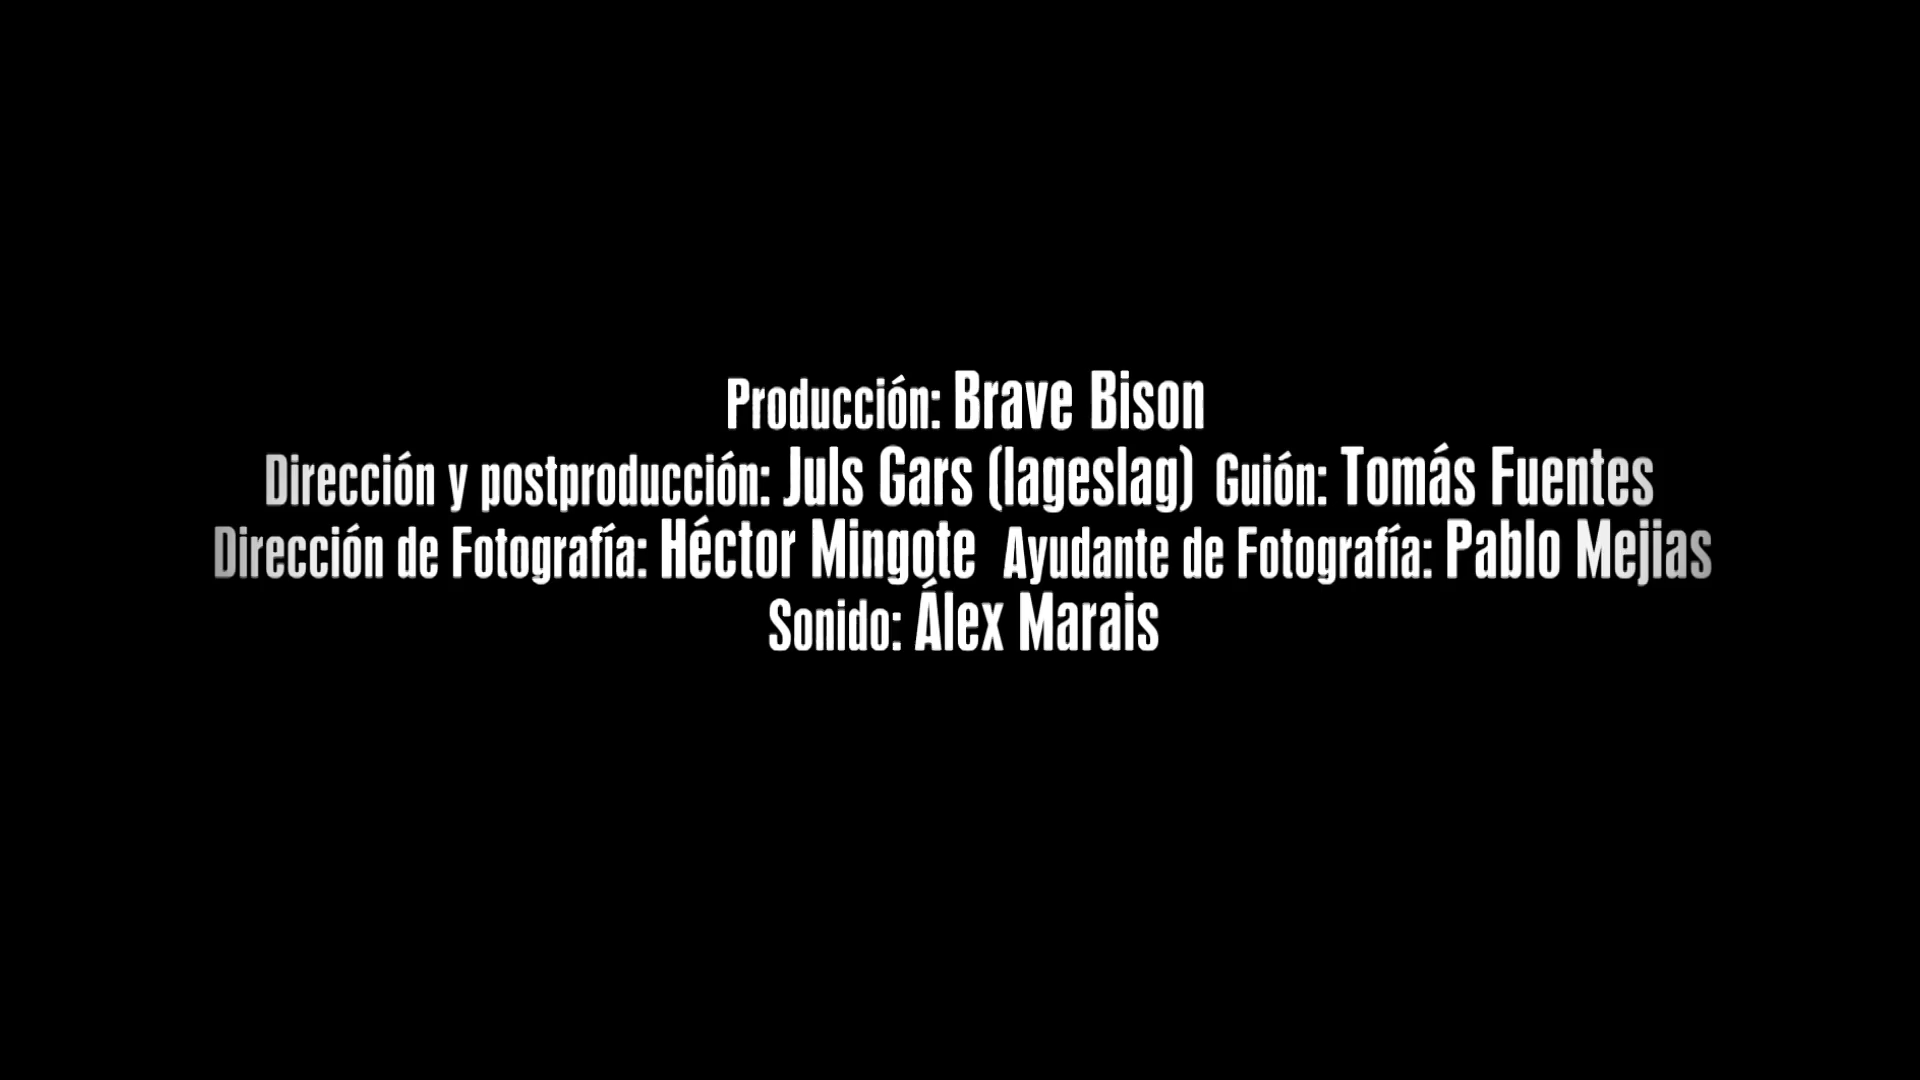 Producción: Brave Bison
Dirección y postproducción: Juls Gars (lageslag) Guión: Tomás Fuentes
Dirección de Fotografía: Héctor Mingote Ayudante de Fotografía: Pablo Mejias
Sonido: Álex Marais